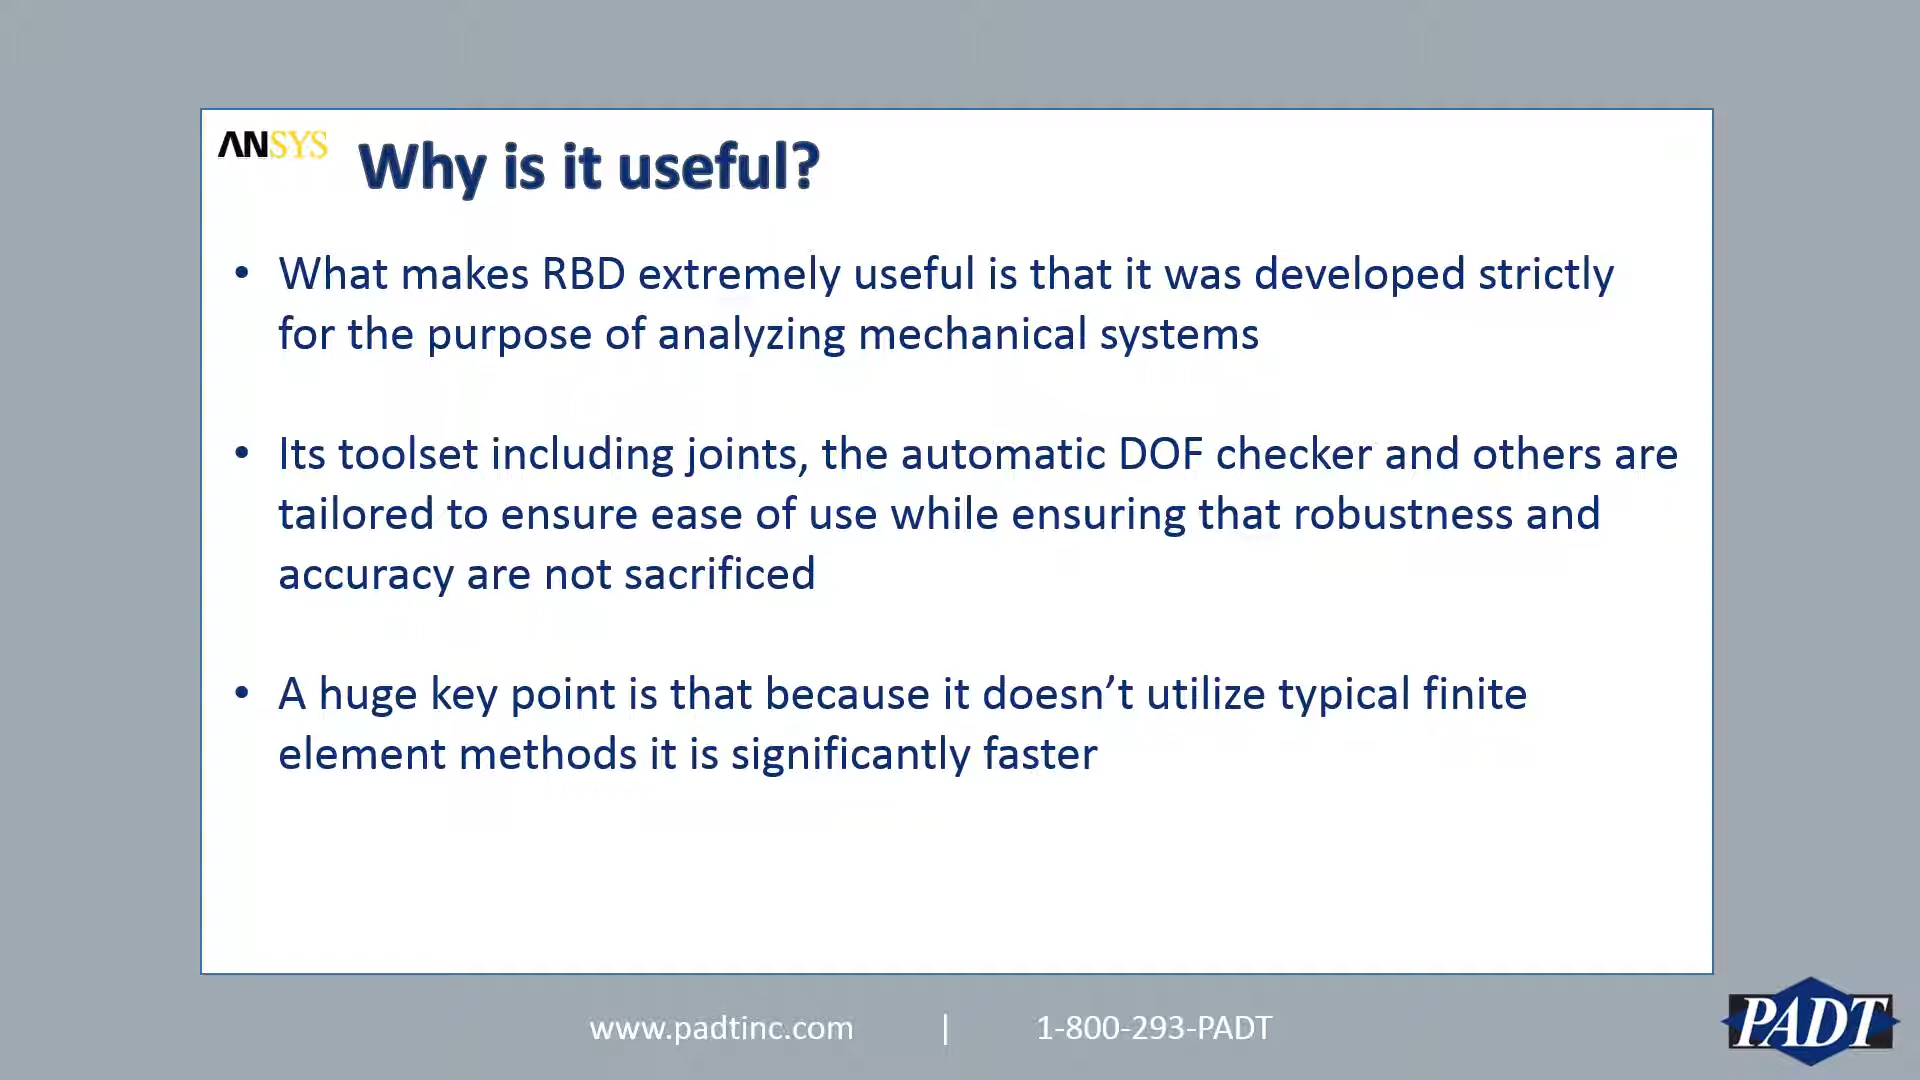 ANSYS
Why is it useful?
• What makes RBD extremely useful is that it was developed strictly
for the purpose of analyzing mechanical systems
• Its toolset including joints, the automatic DOF checker and others are
tailored to ensure ease of use while ensuring that robustness and
accuracy are not sacrificed
• A huge key point is that because it doesn’t utilize typical finite
element methods it is significantly faster
www.padtinc.com | 1-800-293-PADT
PADT